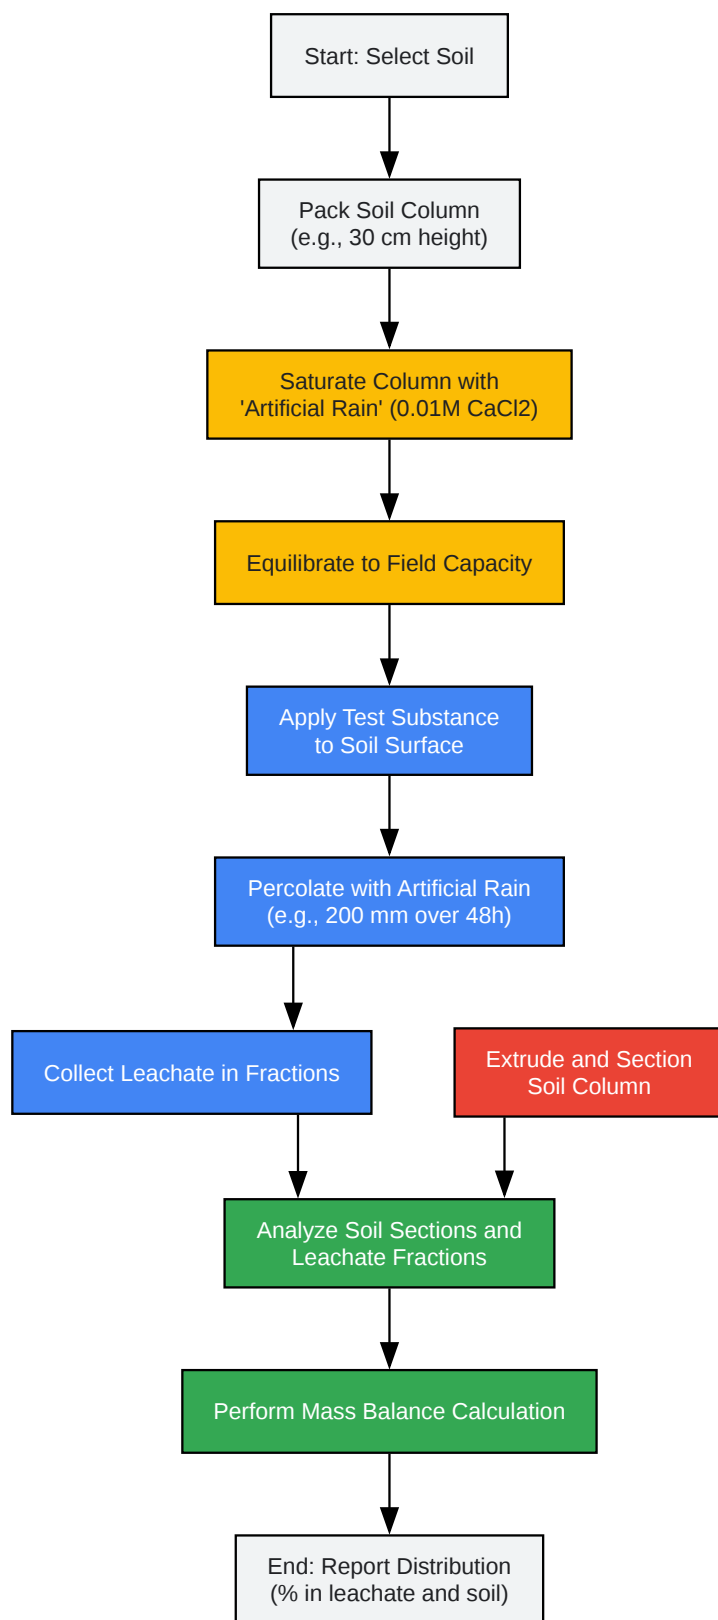 Start: Select Soil
Pack Soil Column
(e.g., 30 cm height)
Saturate Column with
'Artificial Rain' (0.01M CaCl2)
Equilibrate to Field Capacity
Apply Test Substance
to Soil Surface
Percolate with Artificial Rain
(e.g., 200 mm over 48h)
Collect Leachate in Fractions
Extrude and Section
Soil Column
Analyze Soil Sections and
Leachate Fractions
Perform Mass Balance Calculation
End: Report Distribution
(% in leachate and soil)